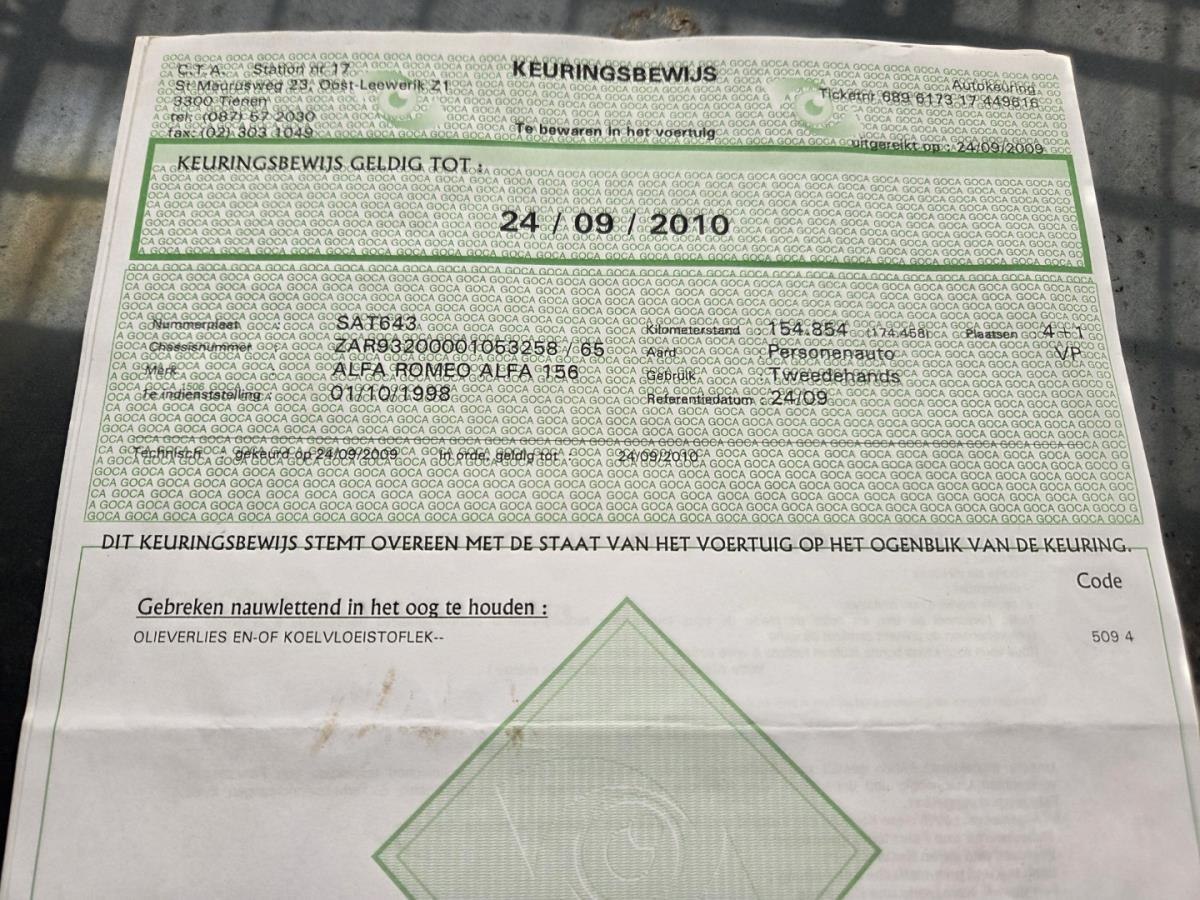 C.T.A. Station nr 17
St Maurusweg 23, Oost-Leewerik Z1
3300 Tienen
tel: (087) 57 2030
fax: (02) 303 1049
KEURINGSBEWIJS
Te bewaren in het voertuig
Autokeuring
Ticketnr 689 6173 17 449616
uitgereikt op : 24/09/2009
KEURINGSBEWIJS GELDIG TOT :
24 / 09 / 2010
Nummerplaat : SAT643 Kilometerstand 154.854 (174.458) Plaatsen 4+1
Chassisnummer ZAR93200001053258 / 65 Aard Personenauto VP
Merk ALFA ROMEO ALFA 156 Gebruik Tweedehands
1e indienststelling : 01/10/1998 Referentiedatum : 24/09
Technisch : gekeurd op 24/09/2009 In orde, geldig tot : 24/09/2010
DIT KEURINGSBEWIJS STEMT OVEREEN MET DE STAAT VAN HET VOERTUIG OP HET OGENBLIK VAN DE KEURING.
Code
Gebreken nauwlettend in het oog te houden :
OLIEVERLIES EN-OF KOELVLOEISTOFLEK-- 509 4